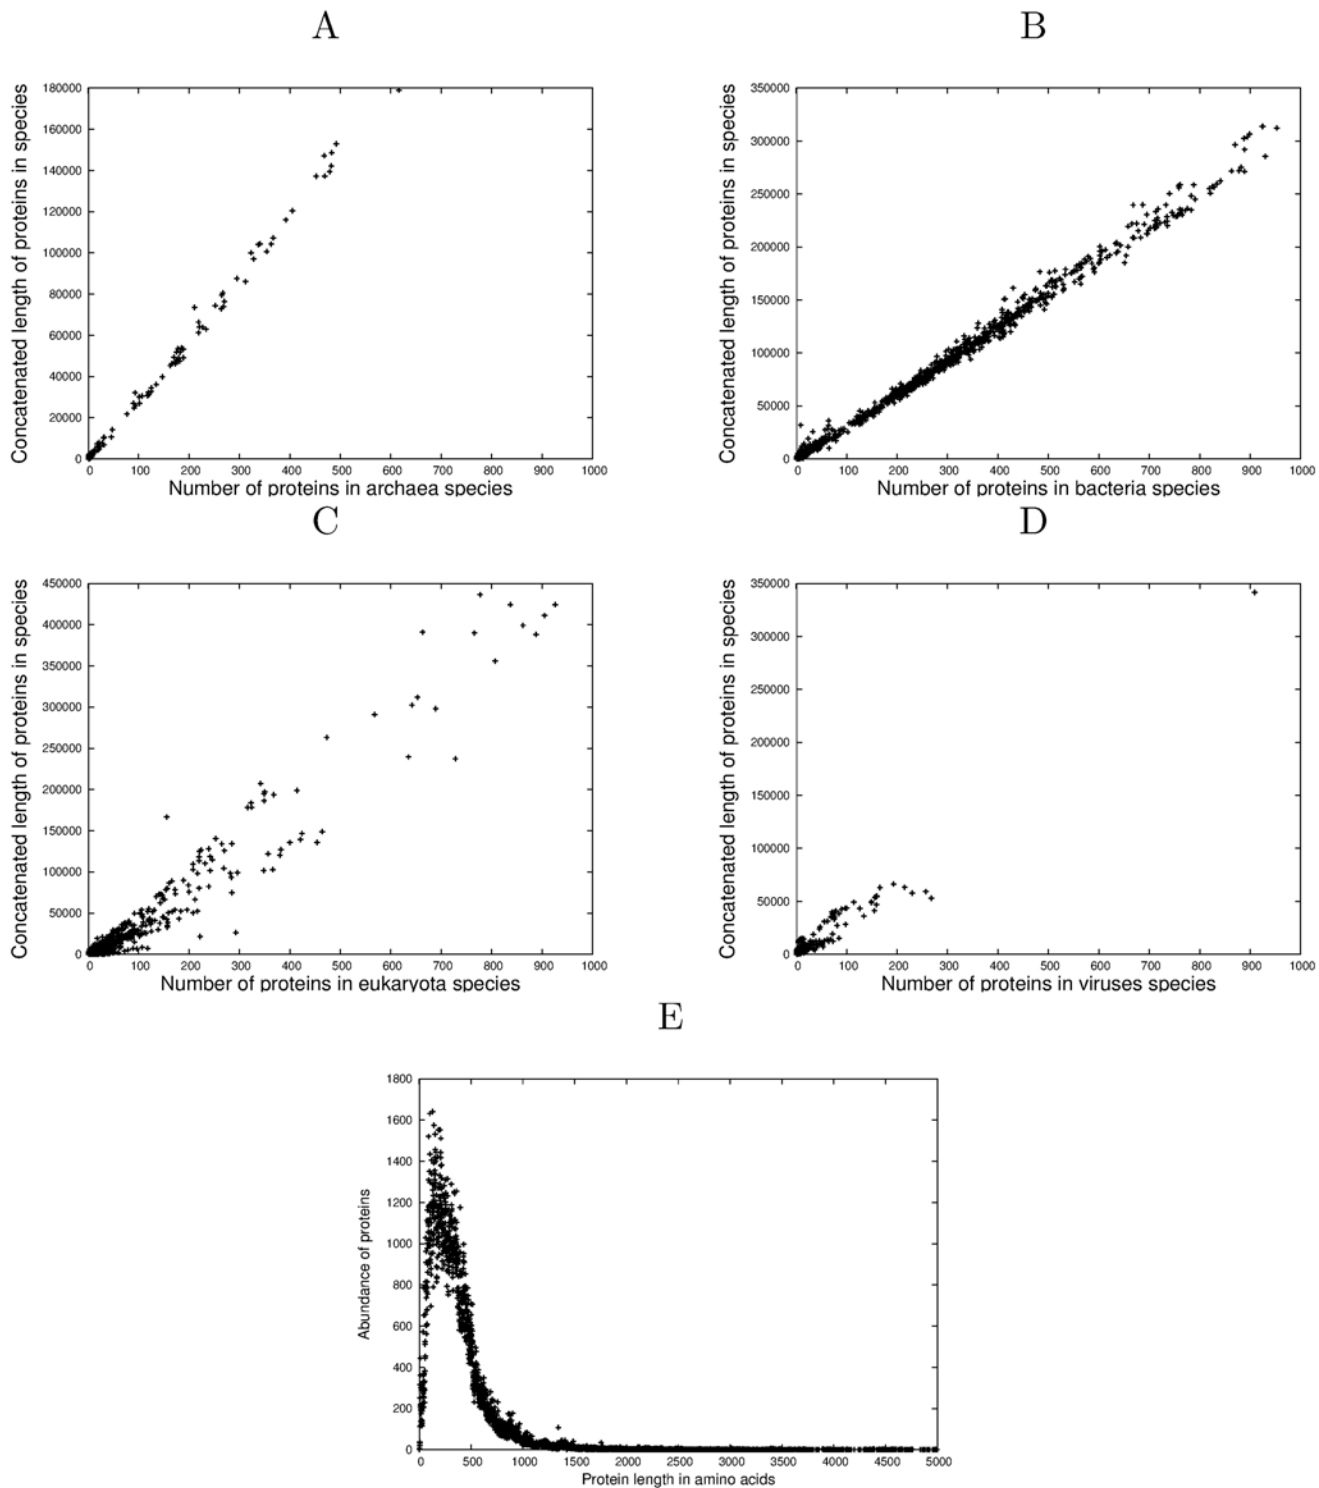 A
B
Concatenated length of proteins in species
180000
160000
140000
120000
100000
80000
60000
40000
20000
0
0 100 200 300 400 500 600 700 800 900 1000
Number of proteins in archaea species
Concatenated length of proteins in species
350000
300000
250000
200000
150000
100000
50000
0
0 100 200 300 400 500 600 700 800 900 1000
Number of proteins in bacteria species
C
D
Concatenated length of proteins in species
450000
400000
350000
300000
250000
200000
150000
100000
50000
0
0 100 200 300 400 500 600 700 800 900 1000
Number of proteins in eukaryota species
Concatenated length of proteins in species
350000
300000
250000
200000
150000
100000
50000
0
0 100 200 300 400 500 600 700 800 900 1000
Number of proteins in viruses species
E
Abundance of proteins
1800
1600
1400
1200
1000
800
600
400
200
0
0 500 1000 1500 2000 2500 3000 3500 4000 4500 5000
Protein length in amino acids